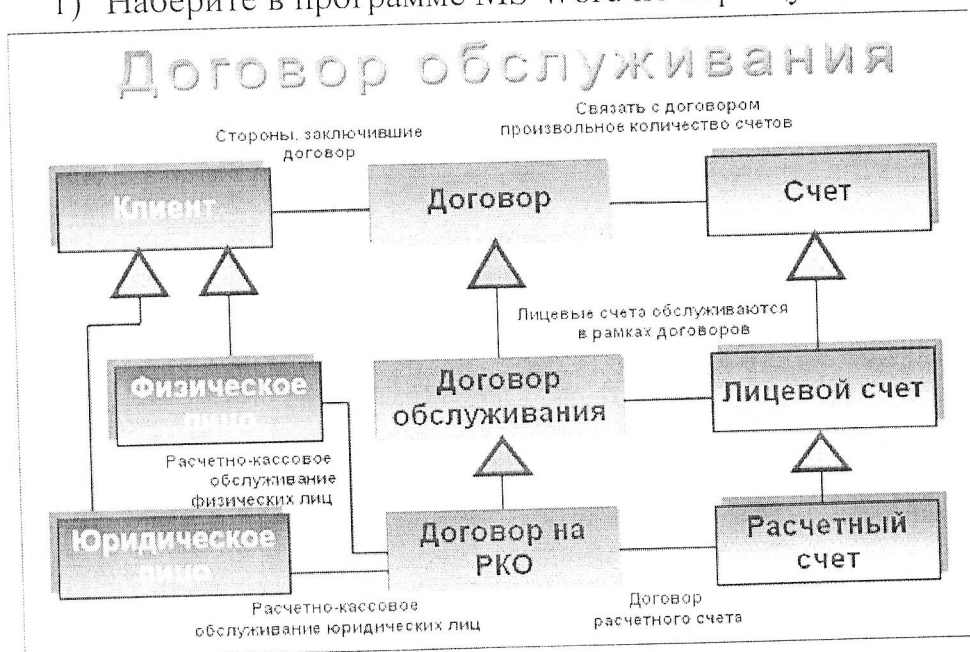 1) Наберите в программе MS Word
Договор обслуживания
Стороны, заключившие
договор
Связать с договором
произвольное количество счетов
Клиент
Договор
Счет
Лицевые счета обслуживаются
в рамках договоров
Физическое
лицо
Договор
обслуживания
Лицевой счет
Расчетно-кассовое
обслуживание
физических лиц
Юридическое
лицо
Договор на
РКО
Расчетный
счет
Расчетно-кассовое
обслуживание юридических лиц
Договор
расчетного счета